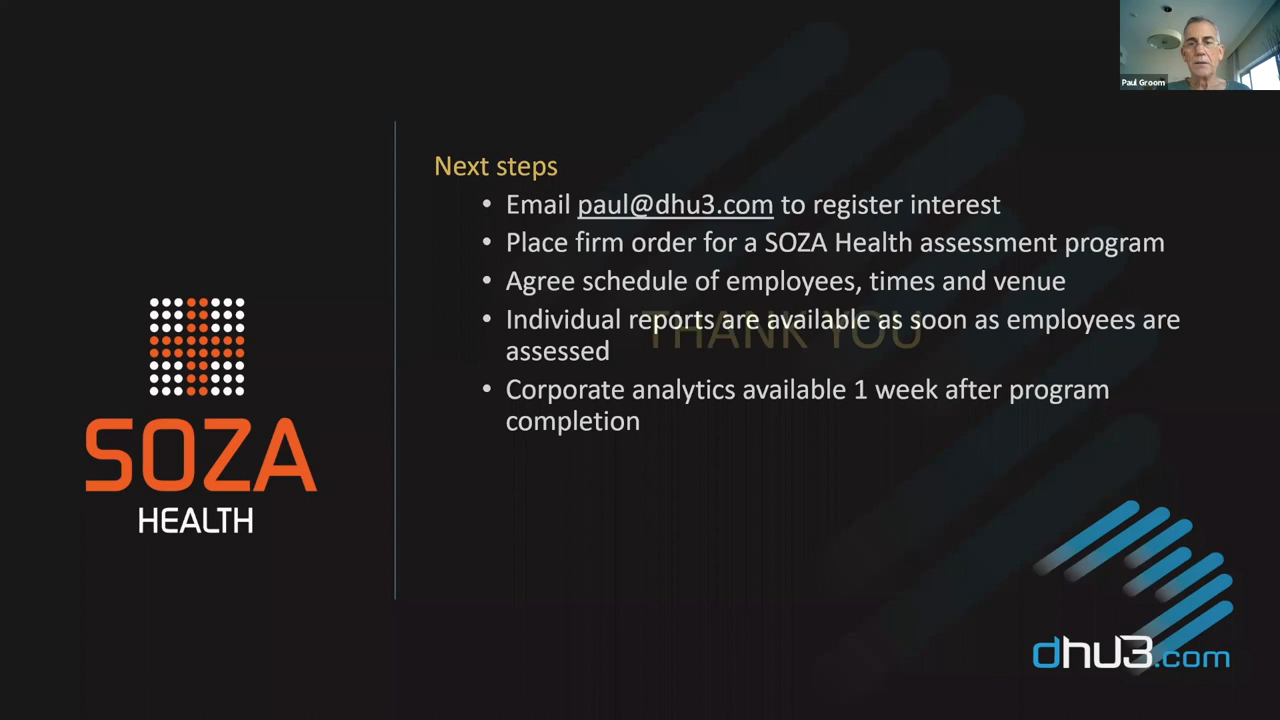 Paul Groom
Next steps
• Email paul@dhu3.com to register interest
• Place firm order for a SOZA Health assessment program
• Agree schedule of employees, times and venue
• Individual reports are available as soon as employees are
assessed
• Corporate analytics available 1 week after program
completion
THANK YOU
SOZA
HEALTH
dhu3.com